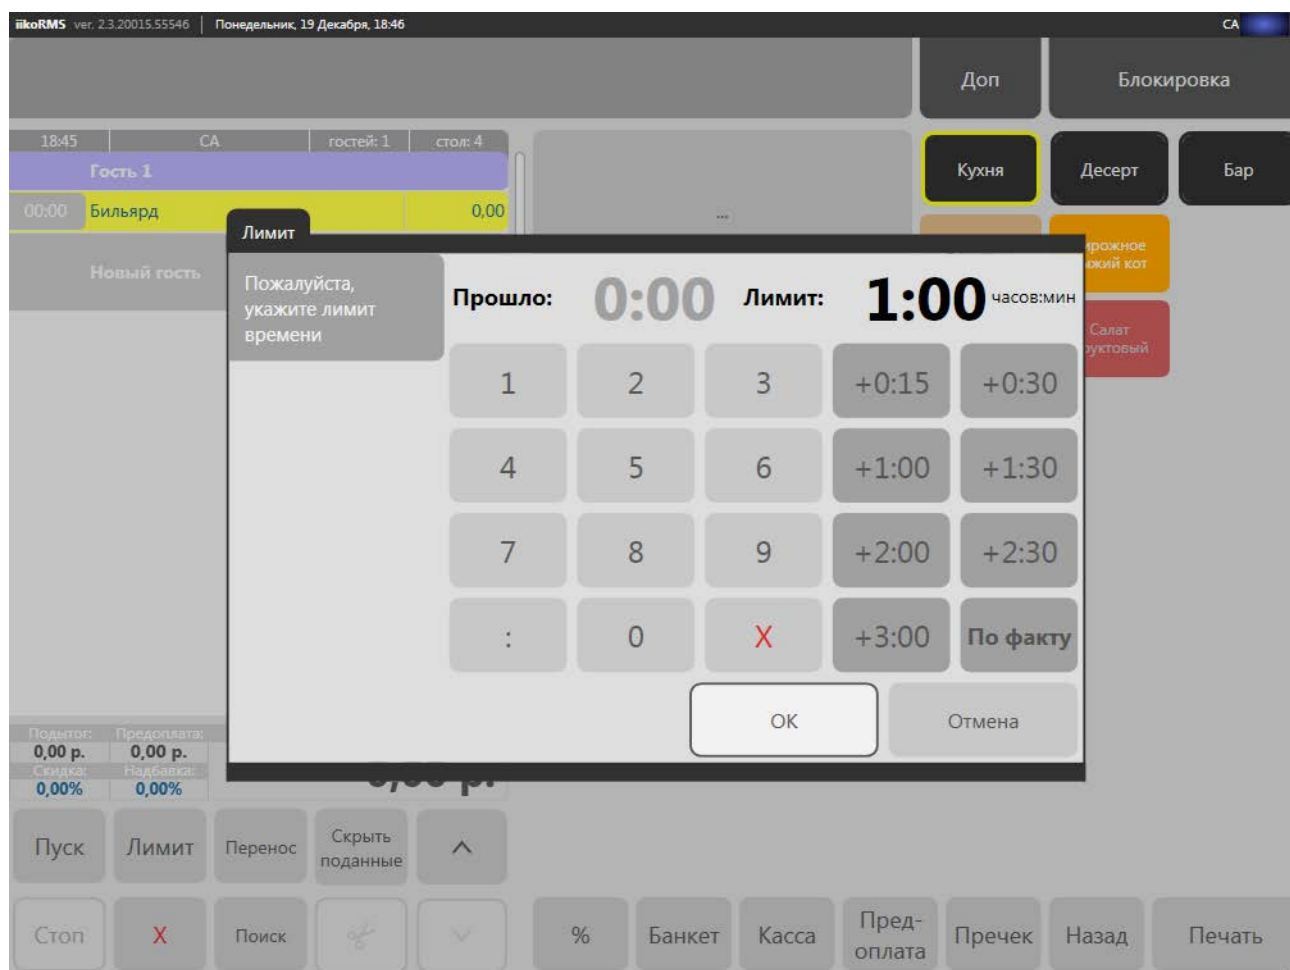 iikoRMS ver. 2.3.20015.55546 | Понедельник, 19 Декабря, 18:46 СА
Доп Блокировка
18:45 СА гостей: 1 стол: 4
Гость 1
Кухня Десерт Бар
00:00 Бильярд 0,00
...
Новый гость
Лимит
Пожалуйста,
укажите лимит
времени
Прошло: 0:00 Лимит: 1:00 часов:мин
Салат
1 2 3 +0:15 +0:30
4 5 6 +1:00 +1:30
7 8 9 +2:00 +2:30
: 0 X +3:00 По факту
ОК Отмена
Подытог: Предоплата:
0,00 р. 0,00 р.
Скидка: Надбавка:
0,00% 0,00%
Пуск Лимит Перенос Скрыть
поданные
Стоп X Поиск
% Банкет Касса Пред-
оплата Пречек Назад Печать